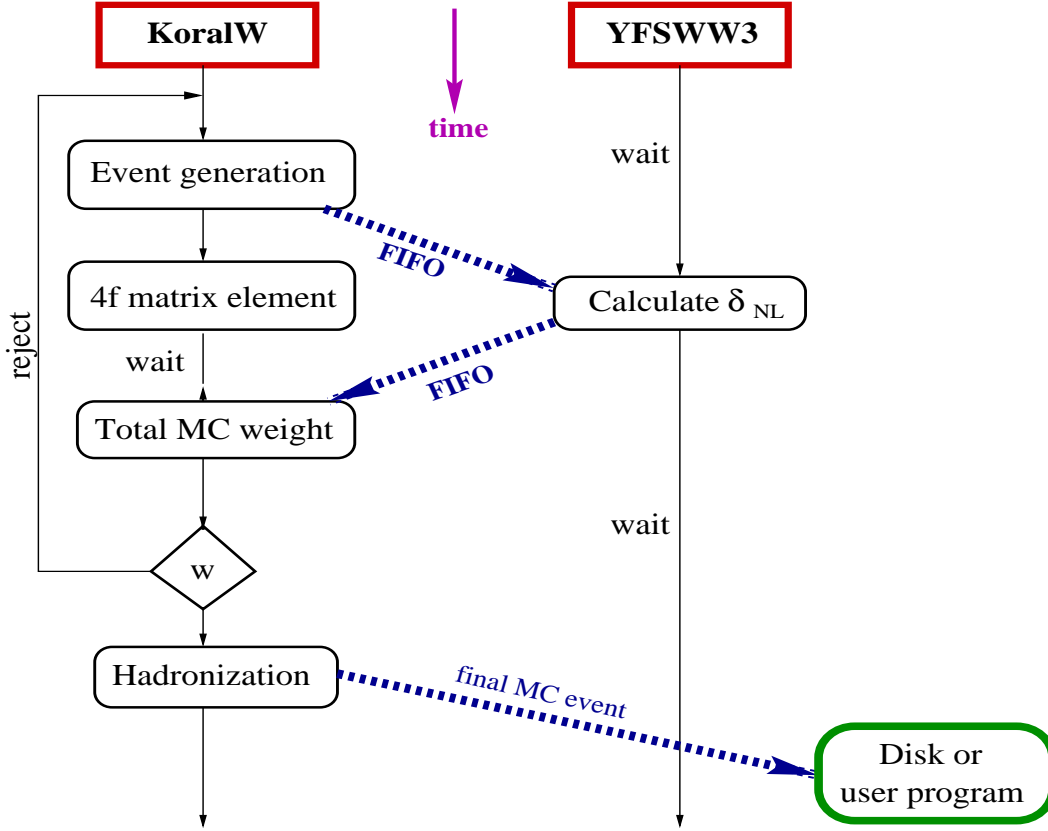 KoralW
YFSWW3
time
wait
Event generation
FIFO
4f matrix element
Calculate δ NL
reject
wait
FIFO
Total MC weight
wait
w
Hadronization
final MC event
Disk or
user program